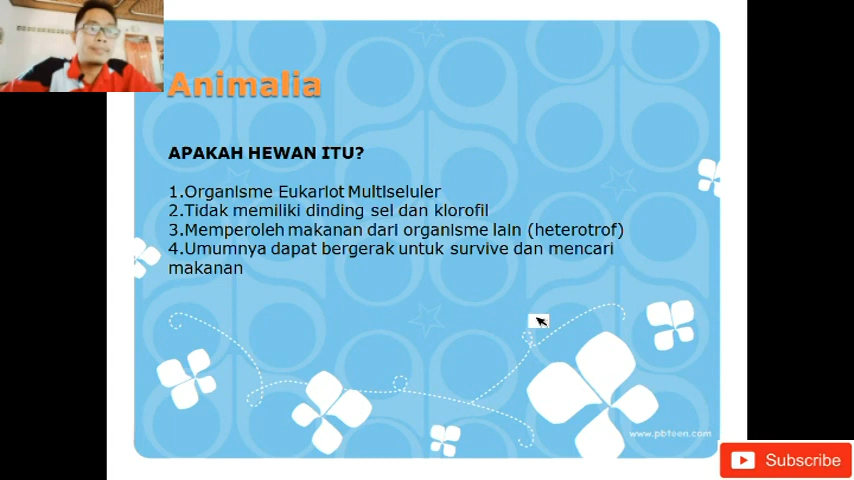 Animalia
APAKAH HEWAN ITU?
1.Organisme Eukariot Multiseluler
2.Tidak memiliki dinding sel dan klorofil
3.Memperoleh makanan dari organisme lain (heterotrof)
4.Umumnya dapat bergerak untuk survive dan mencari
makanan
www.pbteen.com
Subscribe